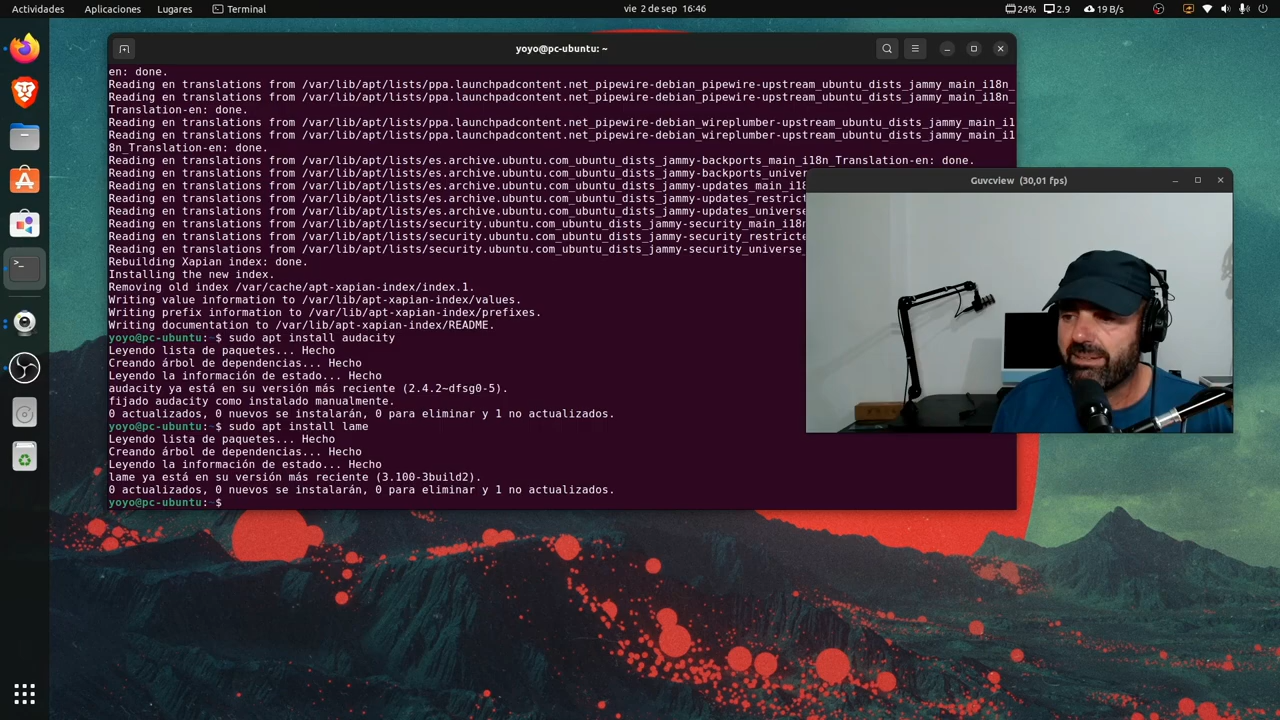 Actividades Aplicaciones Lugares Terminal vie 2 de sep 16:46 24% 2.9 19 B/s
yoyo@pc-ubuntu: ~
en: done.
Reading en translations from /var/lib/apt/lists/ppa.launchpadcontent.net_pipewire-debian_pipewire-upstream_ubuntu_dists_jammy_main_i18n_
Reading en translations from /var/lib/apt/lists/ppa.launchpadcontent.net_pipewire-debian_pipewire-upstream_ubuntu_dists_jammy_main_i18n_
Translation-en: done.
Reading en translations from /var/lib/apt/lists/ppa.launchpadcontent.net_pipewire-debian_wireplumber-upstream_ubuntu_dists_jammy_main_i1
Reading en translations from /var/lib/apt/lists/ppa.launchpadcontent.net_pipewire-debian_wireplumber-upstream_ubuntu_dists_jammy_main_i1
8n_Translation-en: done.
Reading en translations from /var/lib/apt/lists/es.archive.ubuntu.com_ubuntu_dists_jammy-backports_main_i18n_Translation-en: done.
Reading en translations from /var/lib/apt/lists/es.archive.ubuntu.com_ubuntu_dists_jammy-backports_univer
Reading en translations from /var/lib/apt/lists/es.archive.ubuntu.com_ubuntu_dists_jammy-updates_main_i18
Reading en translations from /var/lib/apt/lists/es.archive.ubuntu.com_ubuntu_dists_jammy-updates_restrict
Reading en translations from /var/lib/apt/lists/es.archive.ubuntu.com_ubuntu_dists_jammy-updates_universe
Reading en translations from /var/lib/apt/lists/security.ubuntu.com_ubuntu_dists_jammy-security_main_i18n
Reading en translations from /var/lib/apt/lists/security.ubuntu.com_ubuntu_dists_jammy-security_restricte
Reading en translations from /var/lib/apt/lists/security.ubuntu.com_ubuntu_dists_jammy-security_universe_
Rebuilding Xapian index: done.
Installing the new index.
Removing old index /var/cache/apt-xapian-index/index.1.
Writing value information to /var/lib/apt-xapian-index/values.
Writing prefix information to /var/lib/apt-xapian-index/prefixes.
Writing documentation to /var/lib/apt-xapian-index/README.
yoyo@pc-ubuntu:~$ sudo apt install audacity
Leyendo lista de paquetes... Hecho
Creando árbol de dependencias... Hecho
Leyendo la información de estado... Hecho
audacity ya está en su versión más reciente (2.4.2~dfsg0-5).
fijado audacity como instalado manualmente.
0 actualizados, 0 nuevos se instalarán, 0 para eliminar y 1 no actualizados.
yoyo@pc-ubuntu:~$ sudo apt install lame
Leyendo lista de paquetes... Hecho
Creando árbol de dependencias... Hecho
Leyendo la información de estado... Hecho
lame ya está en su versión más reciente (3.100-3build2).
0 actualizados, 0 nuevos se instalarán, 0 para eliminar y 1 no actualizados.
yoyo@pc-ubuntu:~$
Guvcview (30,01 fps)